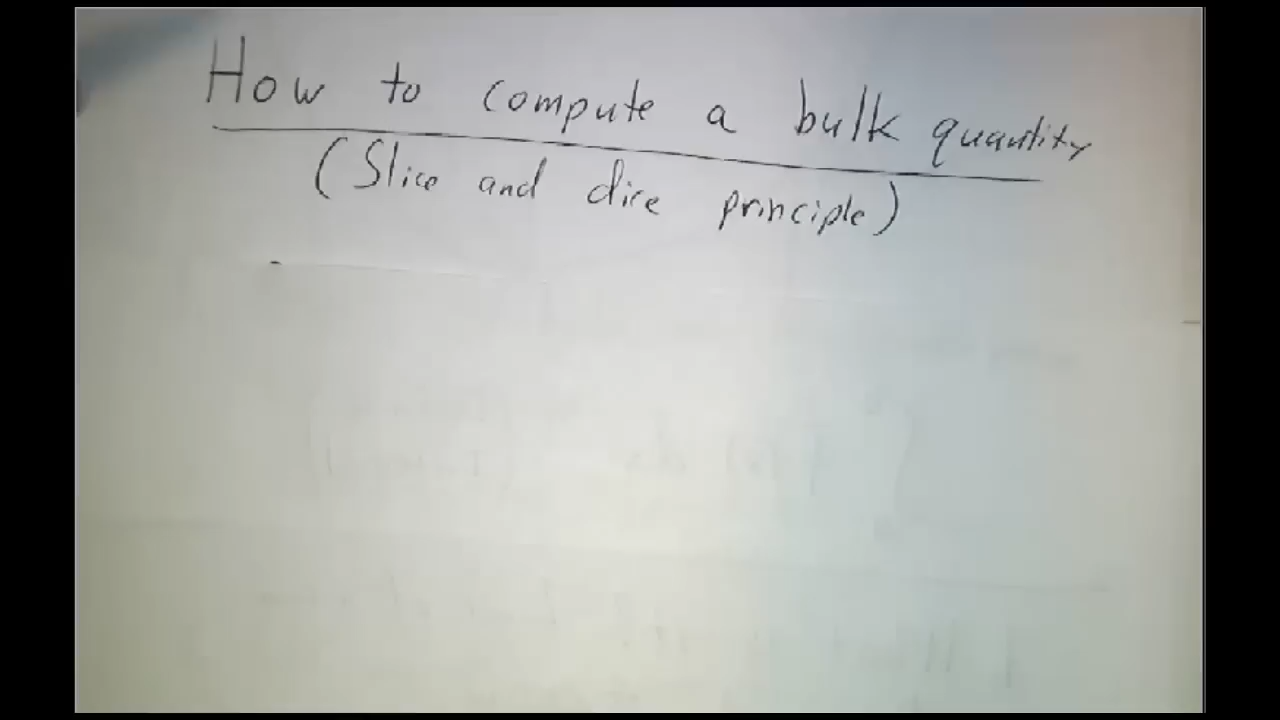 How to compute a bulk quantity
(Slice and dice principle)